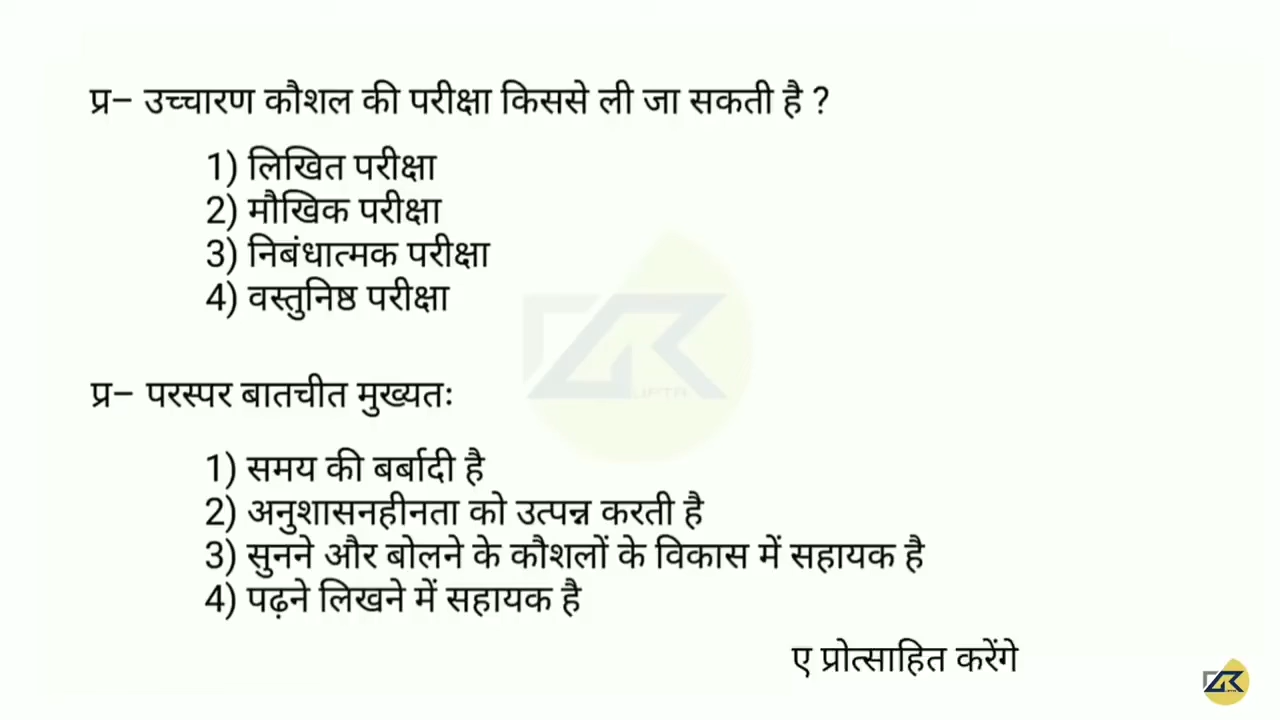 प्र– उच्चारण कौशल की परीक्षा किससे ली जा सकती है ?
1) लिखित परीक्षा
2) मौखिक परीक्षा
3) निबंधात्मक परीक्षा
4) वस्तुनिष्ठ परीक्षा
प्र– परस्पर बातचीत मुख्यतः
1) समय की बर्बादी है
2) अनुशासनहीनता को उत्पन्न करती है
3) सुनने और बोलने के कौशलों के विकास में सहायक है
4) पढ़ने लिखने में सहायक है
ए प्रोत्साहित करेंगे